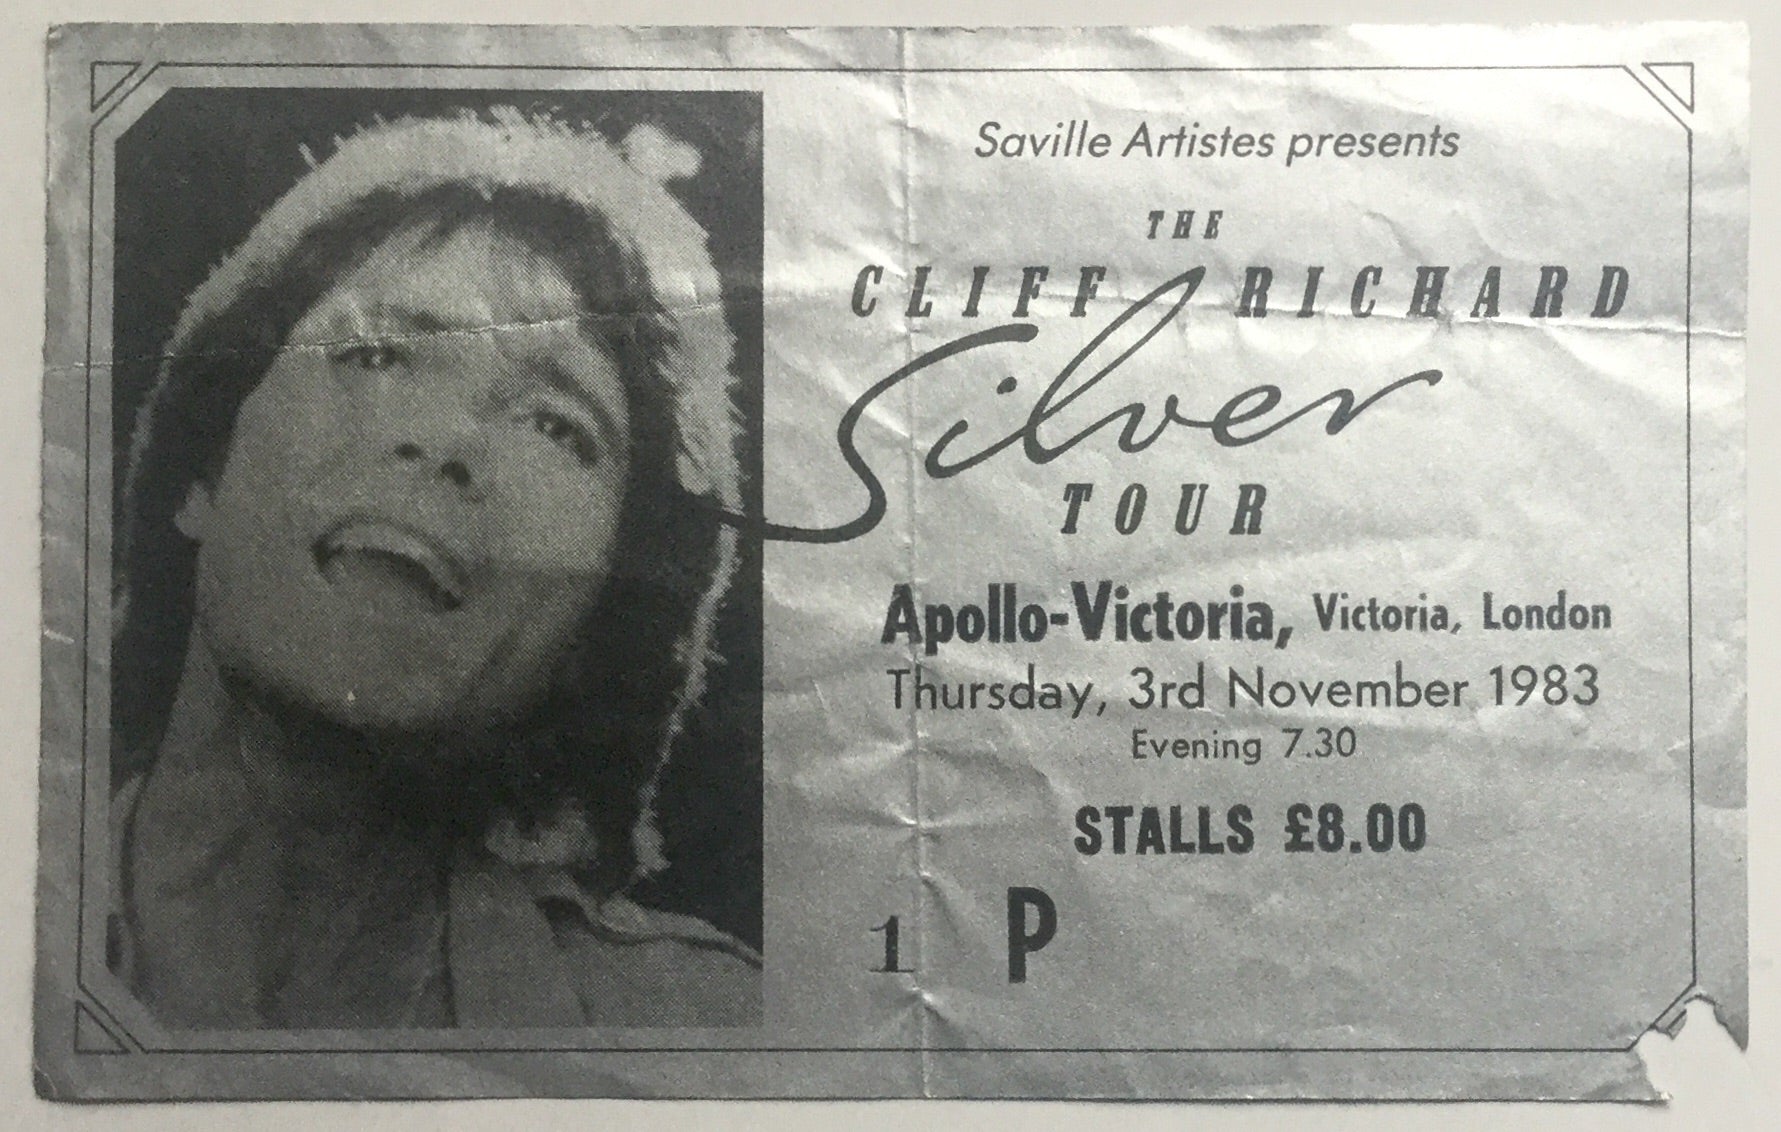 Saville Artistes presents
THE
CLIFF RICHARD
Silver
TOUR
Apollo-Victoria, Victoria, London
Thursday, 3rd November 1983
Evening 7.30
STALLS £8.00
1 P